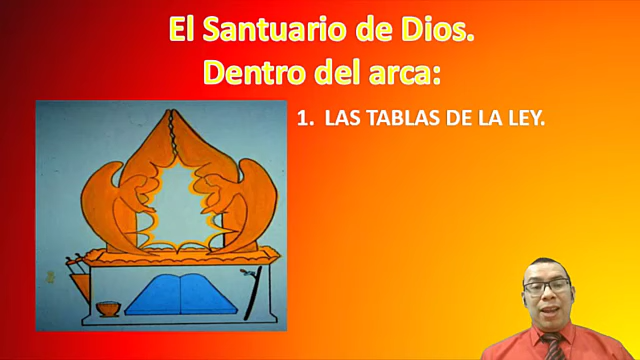 El Santuario de Dios.
Dentro del arca:
1. LAS TABLAS DE LA LEY.